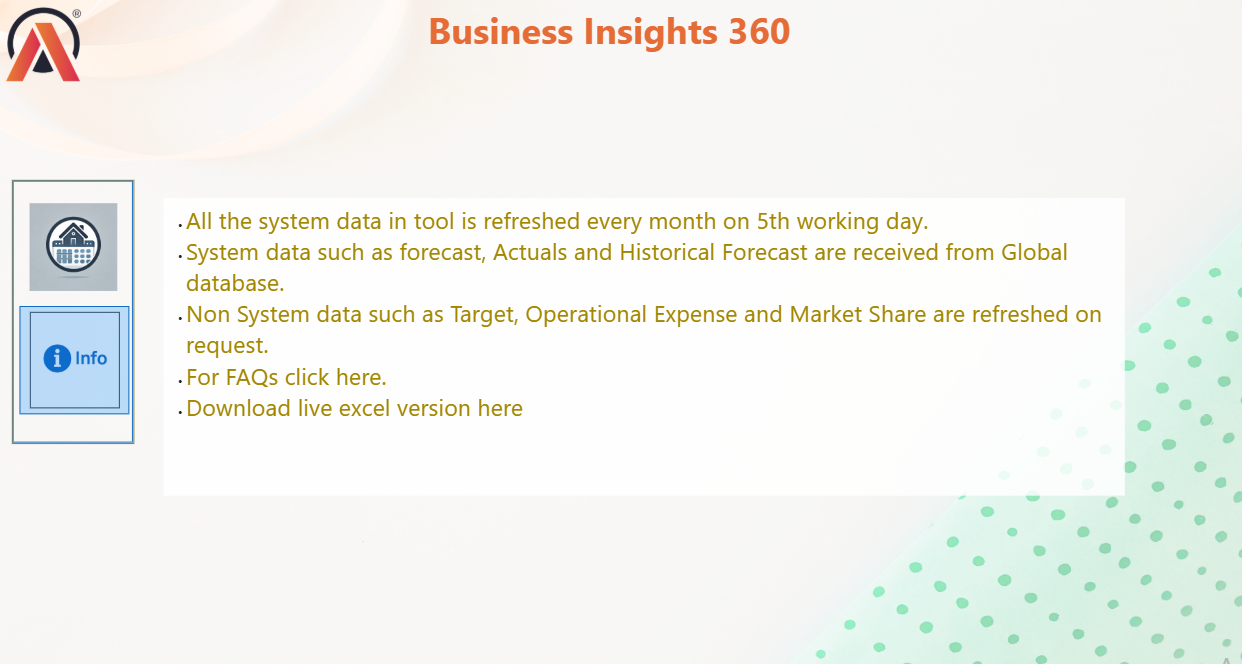 ®
Business Insights 360
All the system data in tool is refreshed every month on 5th working day.
System data such as forecast, Actuals and Historical Forecast are received from Global
database.
Non System data such as Target, Operational Expense and Market Share are refreshed on
request.
For FAQs click here.
Download live excel version here
i Info